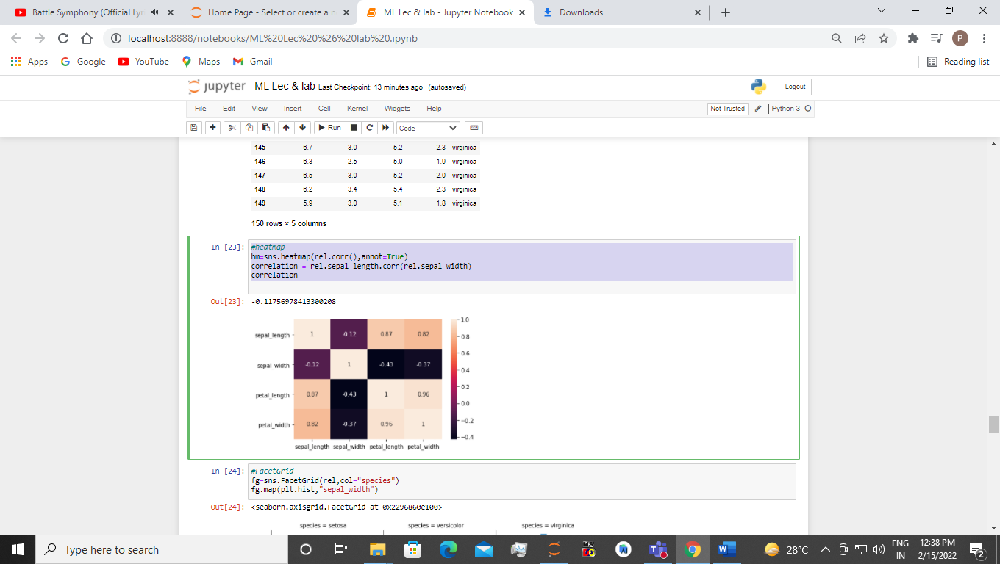 Battle Symphony (Official Lyr
Home Page - Select or create a n
ML Lec & lab - Jupyter Notebook
Downloads
localhost:8888/notebooks/ML%20Lec%20%26%20lab%20.ipynb
P
Apps Google YouTube Maps Gmail Reading list
jupyter ML Lec & lab Last Checkpoint: 13 minutes ago (autosaved) Logout
File Edit View Insert Cell Kernel Widgets Help Not Trusted Python 3
Run Code
145 6.7 3.0 5.2 2.3 virginica
146 6.3 2.5 5.0 1.9 virginica
147 6.5 3.0 5.2 2.0 virginica
148 6.2 3.4 5.4 2.3 virginica
149 5.9 3.0 5.1 1.8 virginica
150 rows × 5 columns
In [23]: #heatmap
hm=sns.heatmap(rel.corr(),annot=True)
correlation = rel.sepal_length.corr(rel.sepal_width)
correlation
Out[23]: -0.11756978413300208
sepal_length 1 -0.12 0.87 0.82
sepal_width -0.12 1 -0.43 -0.37
petal_length 0.87 -0.43 1 0.96
petal_width 0.82 -0.37 0.96 1
sepal_length sepal_width petal_length petal_width
1.0
0.8
0.6
0.4
0.2
0.0
-0.2
-0.4
In [24]: #FacetGrid
fg=sns.FacetGrid(rel,col="species")
fg.map(plt.hist,"sepal_width")
Out[24]: <seaborn.axisgrid.FacetGrid at 0x2296860e100>
species = setosa species = versicolor species = virginica
Type here to search
28°C
ENG
IN
12:38 PM
2/15/2022
2